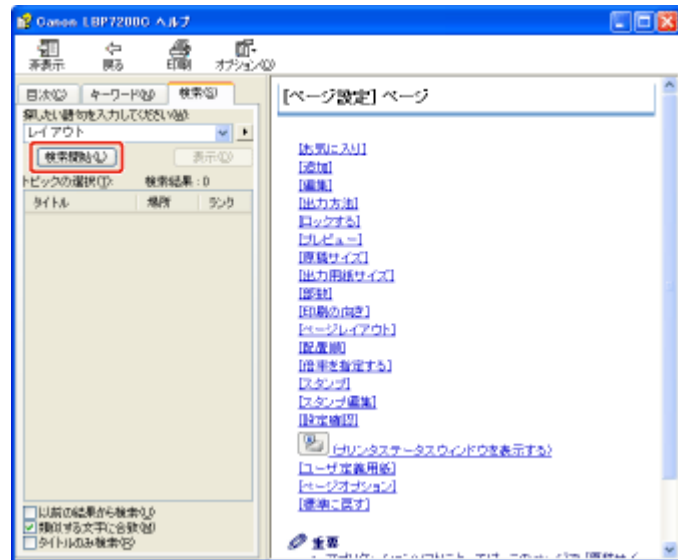 Canon LBP7200C ヘルプ
非表示 戻る 印刷 オプション(O)
目次(C) キーワード(N) 検索(S)
探したい語句を入力してください(W):
レイアウト
検索開始(L) 表示(D)
トピックの選択(T): 検索結果 : 0
タイトル 場所 ランク
以前の結果から検索(U)
類似する文字に合致(M)
タイトルのみ検索(R)
[ページ設定] ページ
[お気に入り]
[追加]
[編集]
[出力方法]
[ロックする]
[プレビュー]
[原稿サイズ]
[出力用紙サイズ]
[部数]
[印刷の向き]
[ページレイアウト]
[配置順]
[倍率を指定する]
[スタンプ]
[スタンプ編集]
[設定確認]
(プリンタステータスウィンドウを表示する)
[ユーザ定義用紙]
[ページオプション]
[標準に戻す]
重要